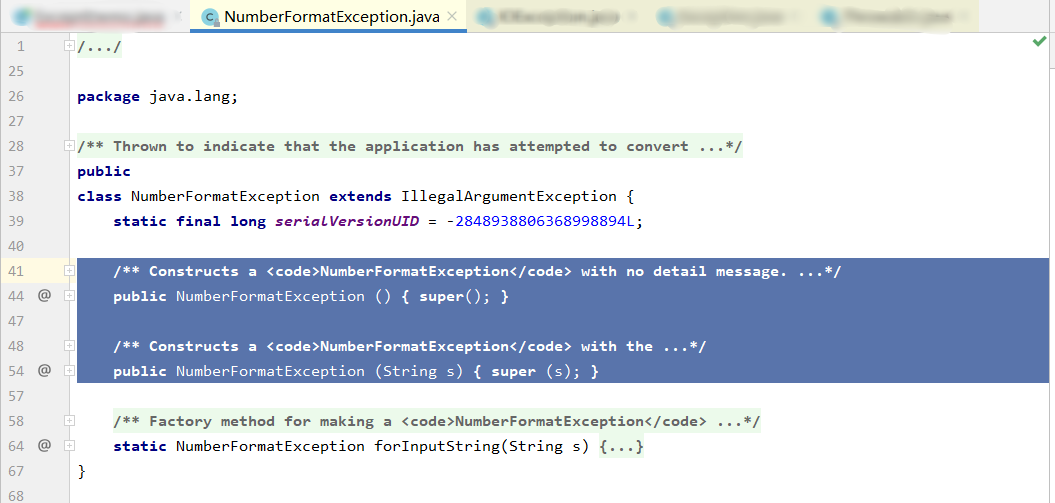 NumberFormatException.java
1 /.../
25
26 package java.lang;
27
28 /** Thrown to indicate that the application has attempted to convert ...*/
37 public
38 class NumberFormatException extends IllegalArgumentException {
39 static final long serialVersionUID = -2848938806368998894L;
40
41 /** Constructs a <code>NumberFormatException</code> with no detail message. ...*/
44 @ public NumberFormatException () { super(); }
47
48 /** Constructs a <code>NumberFormatException</code> with the ...*/
54 @ public NumberFormatException (String s) { super (s); }
57
58 /** Factory method for making a <code>NumberFormatException</code> ...*/
64 @ static NumberFormatException forInputString(String s) {...}
67 }
68